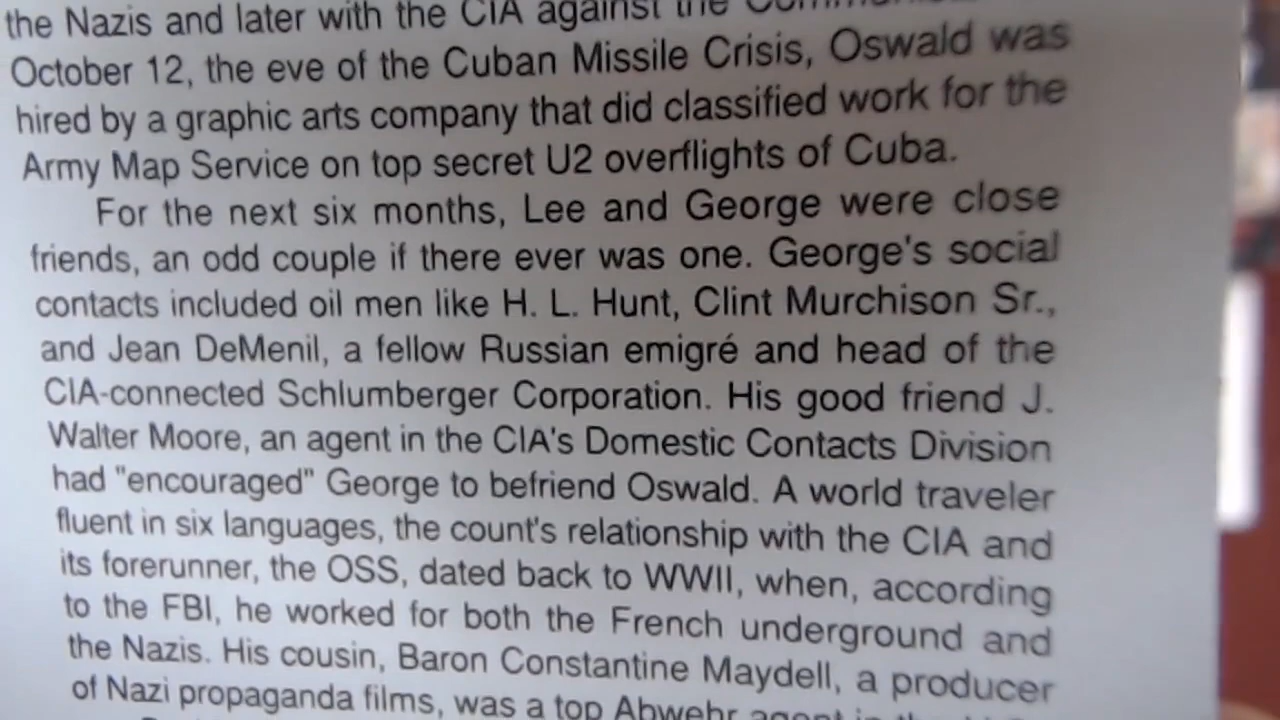 the Nazis and later with the CIA against the
October 12, the eve of the Cuban Missile Crisis, Oswald was
hired by a graphic arts company that did classified work for the
Army Map Service on top secret U2 overflights of Cuba.
For the next six months, Lee and George were close
friends, an odd couple if there ever was one. George's social
contacts included oil men like H. L. Hunt, Clint Murchison Sr.,
and Jean DeMenil, a fellow Russian emigré and head of the
CIA-connected Schlumberger Corporation. His good friend J.
Walter Moore, an agent in the CIA's Domestic Contacts Division
had "encouraged" George to befriend Oswald. A world traveler
fluent in six languages, the count's relationship with the CIA and
its forerunner, the OSS, dated back to WWII, when, according
to the FBI, he worked for both the French underground and
the Nazis. His cousin, Baron Constantine Maydell, a producer
of Nazi propaganda films, was a top Abwehr agent in the